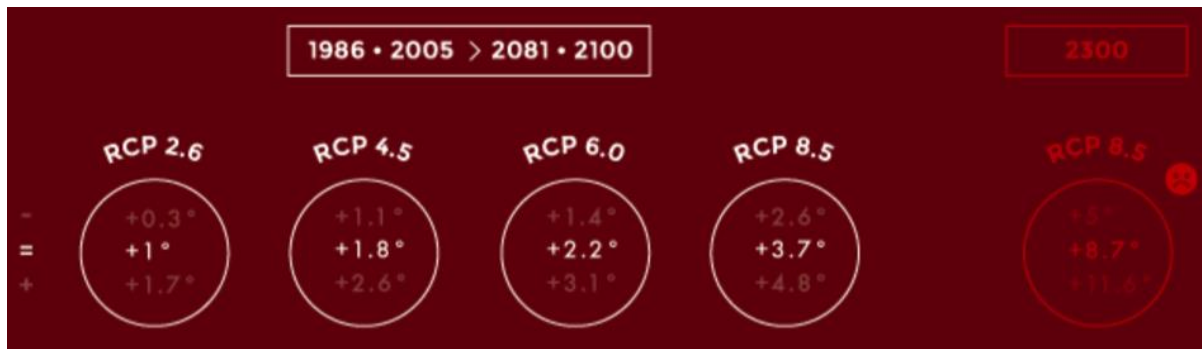 1986 • 2005 > 2081 • 2100
2300
RCP 2.6 RCP 4.5 RCP 6.0 RCP 8.5 RCP 8.5
- +0.3° +1.1° +1.4° +2.6° +5°
= +1° +1.8° +2.2° +3.7° +8.7°
+ +1.7° +2.6° +3.1° +4.8° +11.6°